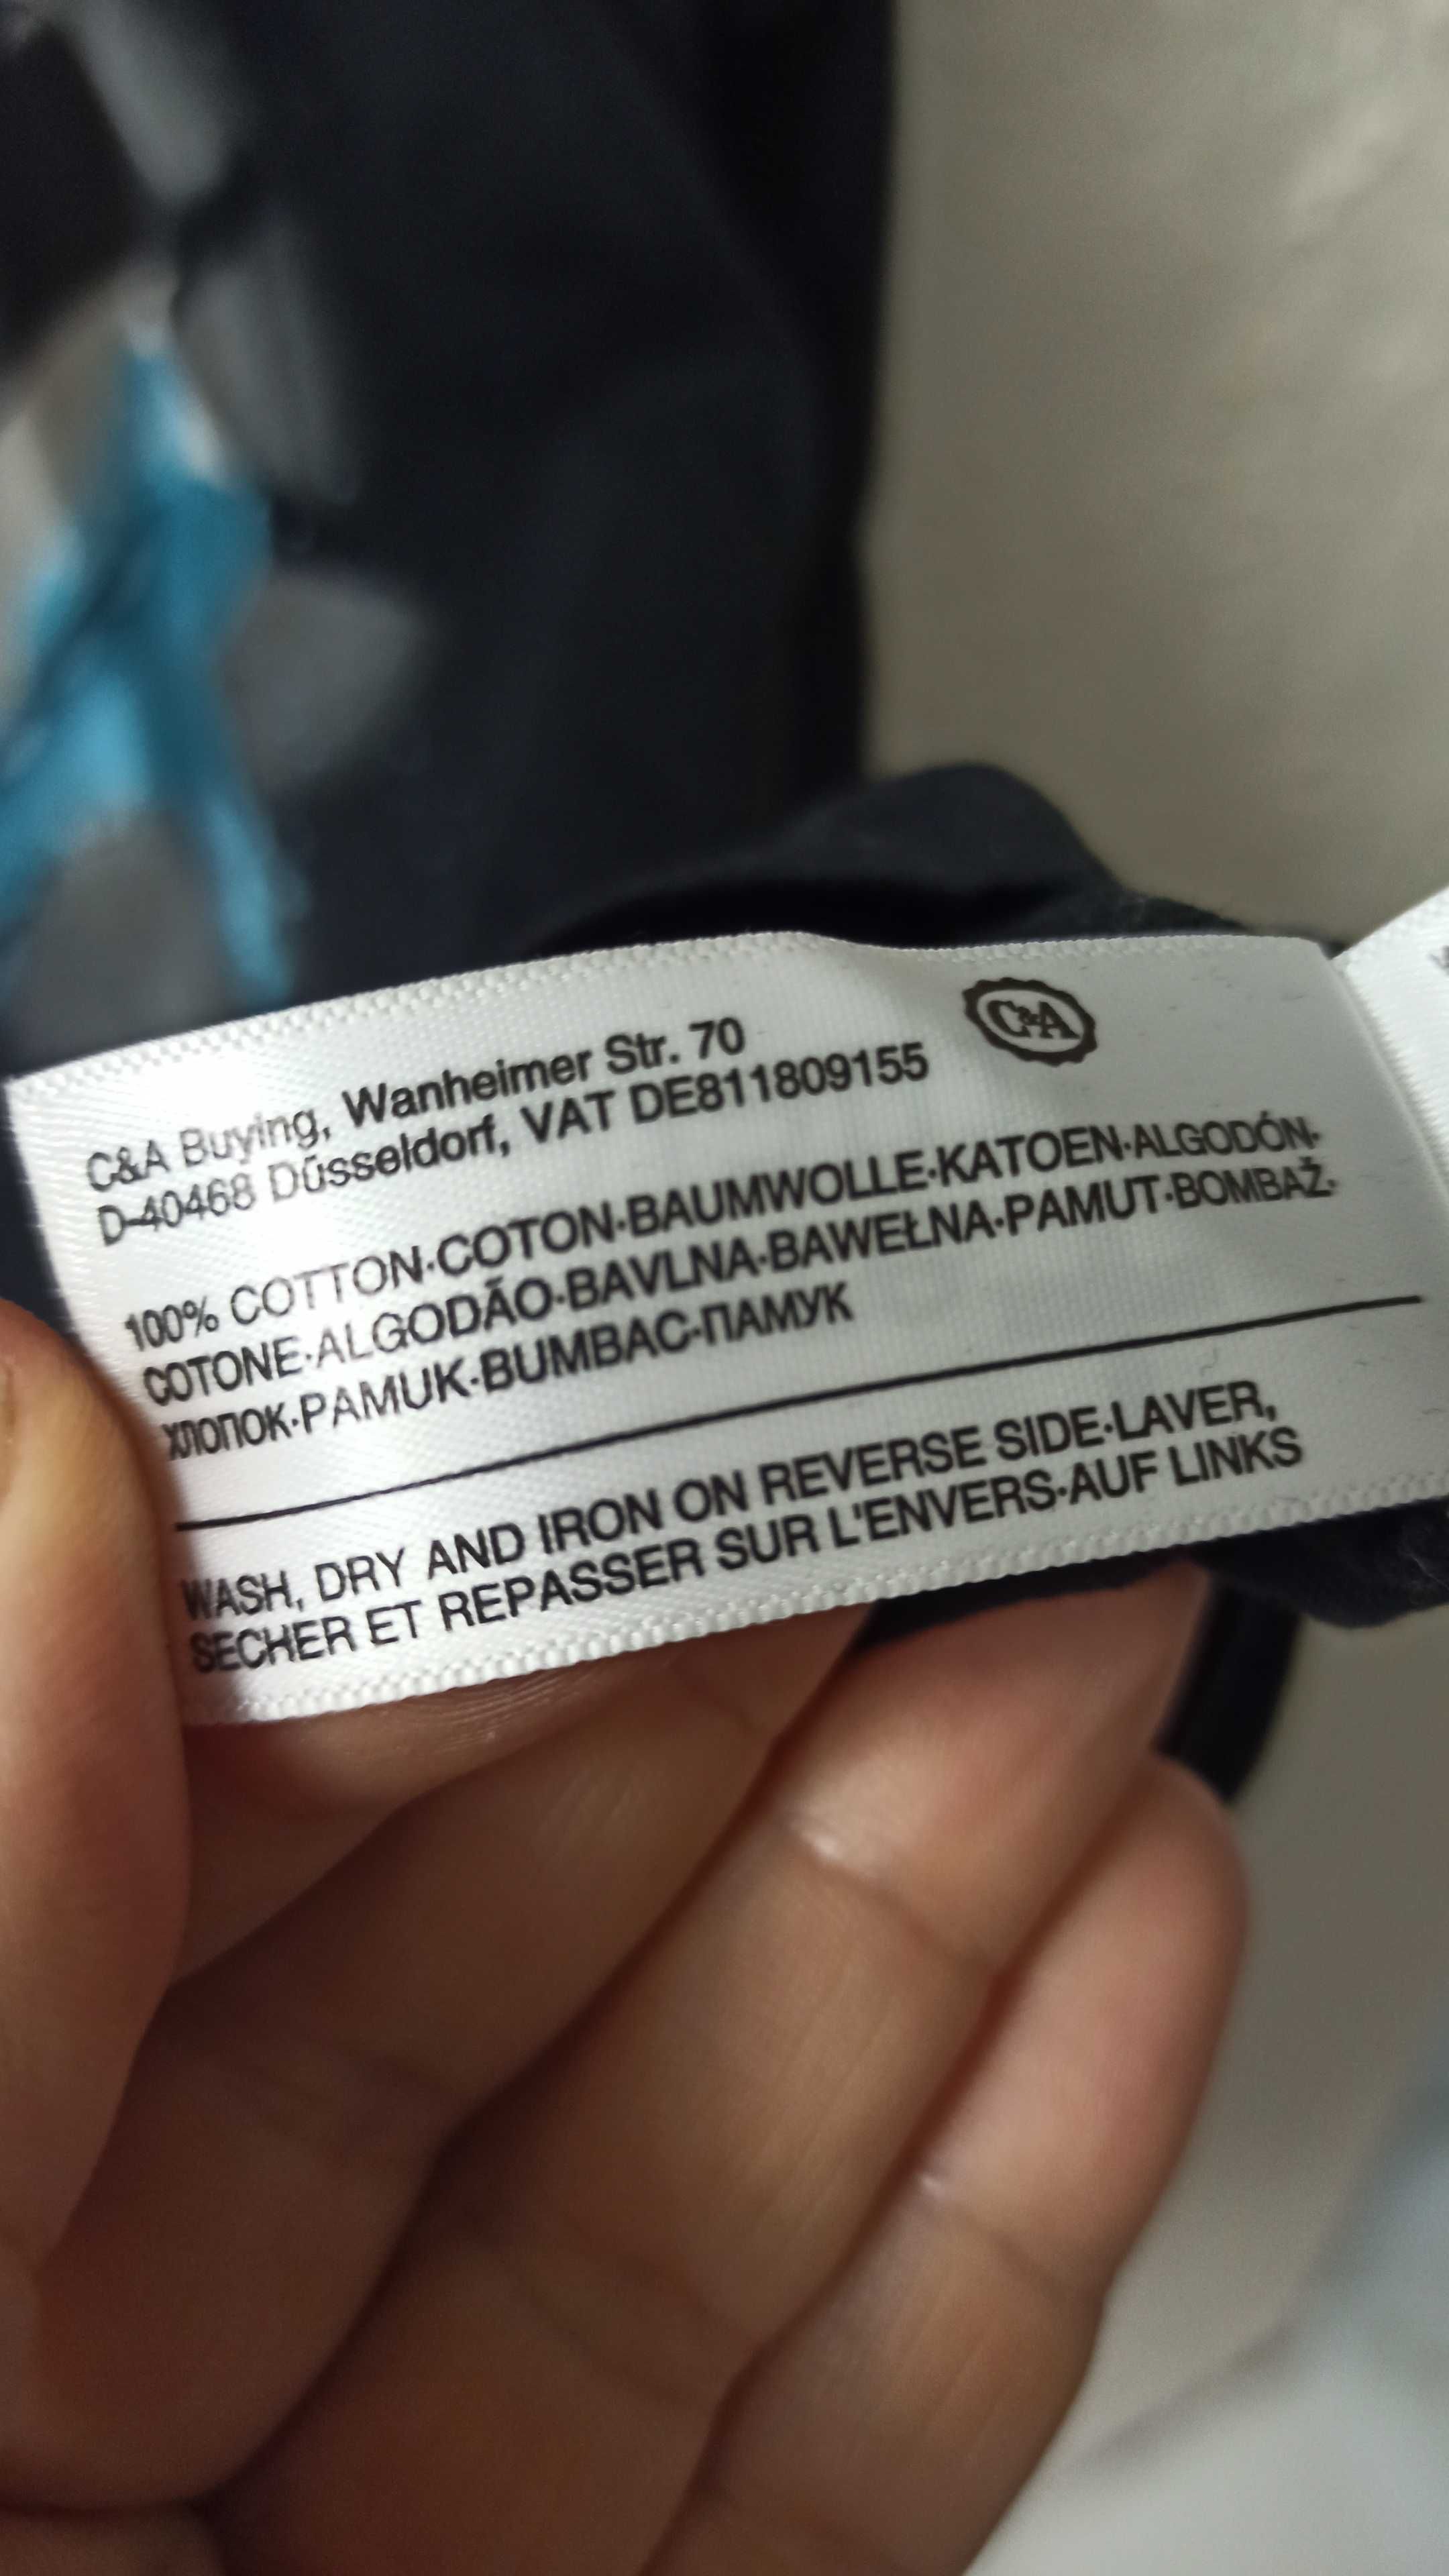 C&A Buying, Wanheimer Str. 70
D-40468 Düsseldorf, VAT DE811809155
C&A
100% COTTON·COTON·BAUMWOLLE·KATOEN·ALGODÓN·
COTONE·ALGODÃO·BAVLNA·BAWEŁNA·PAMUT·BOMBAŽ·
ХЛОПОК·PAMUK·BUMBAC·ПАМУК
WASH, DRY AND IRON ON REVERSE SIDE·LAVER,
SECHER ET REPASSER SUR L'ENVERS·AUF LINKS